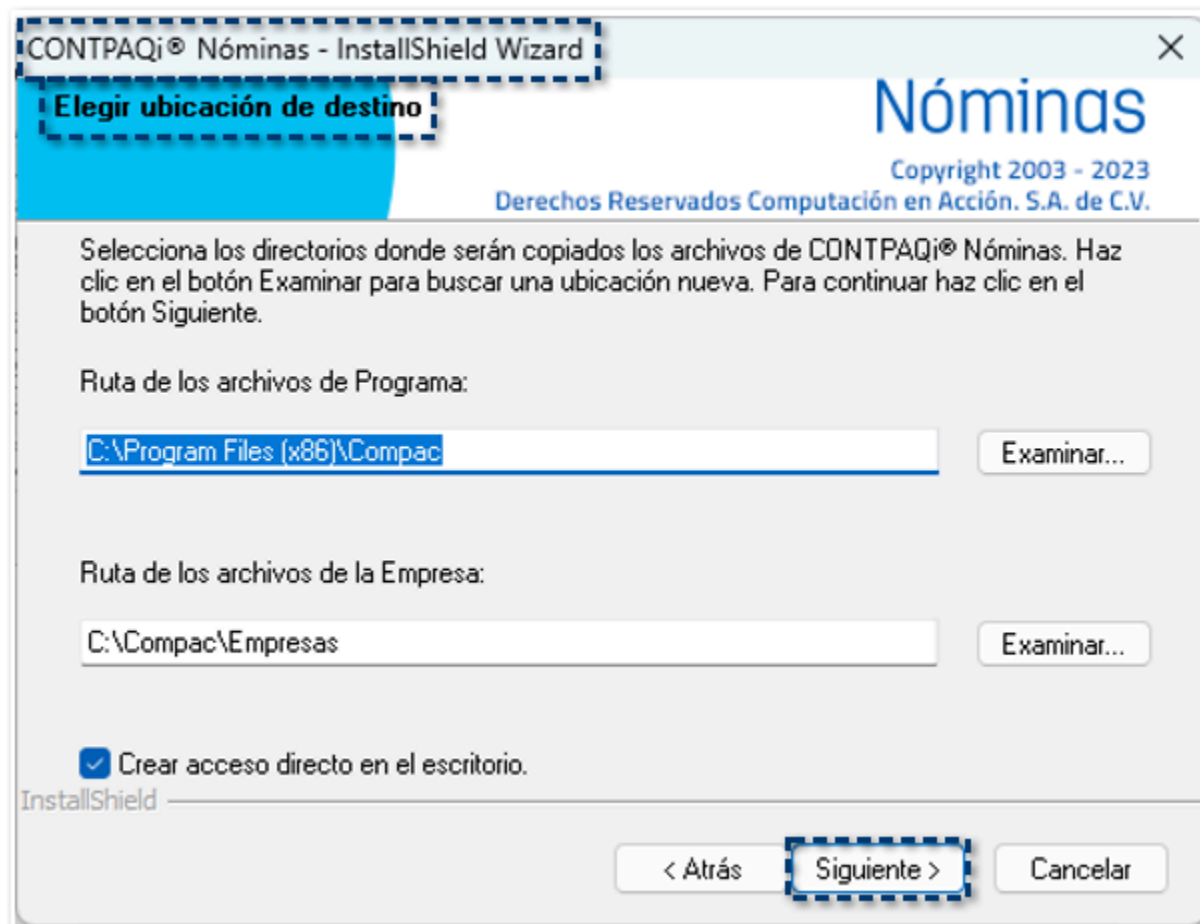 CONTPAQi® Nóminas - InstallShield Wizard
Elegir ubicación de destino
Nóminas
Copyright 2003 - 2023
Derechos Reservados Computación en Acción. S.A. de C.V.
Selecciona los directorios donde serán copiados los archivos de CONTPAQi® Nóminas. Haz
clic en el botón Examinar para buscar una ubicación nueva. Para continuar haz clic en el
botón Siguiente.
Ruta de los archivos de Programa:
C:\Program Files (x86)\Compac
Examinar...
Ruta de los archivos de la Empresa:
C:\Compac\Empresas
Examinar...
Crear acceso directo en el escritorio.
InstallShield
< Atrás
Siguiente >
Cancelar